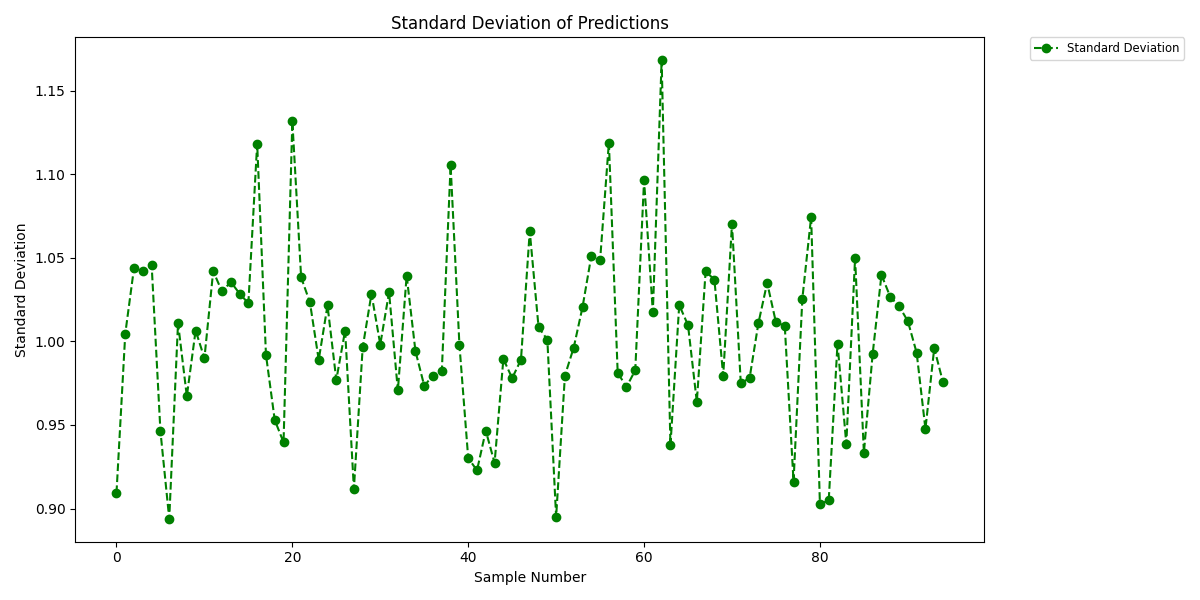 Standard Deviation of Predictions
Standard Deviation
1.15
1.10
1.05
1.00
0.95
0.90
Standard Deviation
0
20
40
60
80
Sample Number